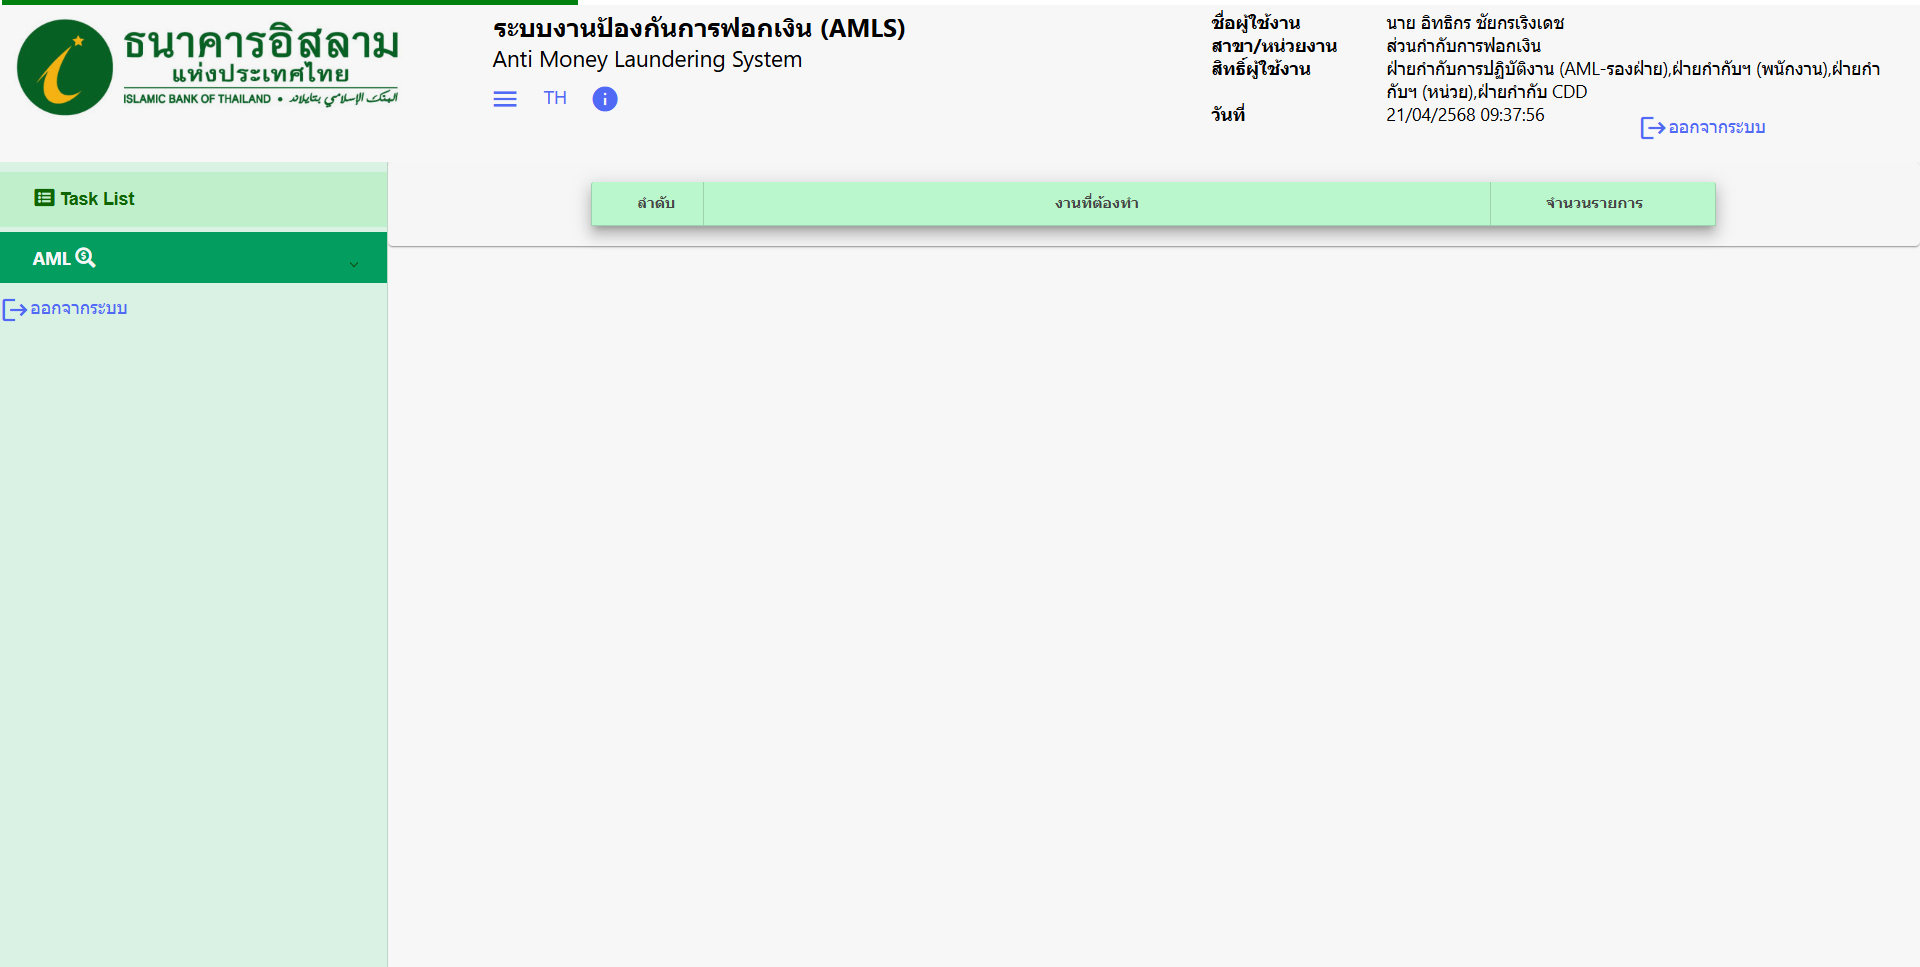 ธนาคารอิสลาม
แห่งประเทศไทย
ISLAMIC BANK OF THAILAND • البنك الإسلامي بتايلاند
ระบบงานป้องกันการฟอกเงิน (AMLS)
Anti Money Laundering System
TH
ชื่อผู้ใช้งาน นาย อิทธิกร ชัยกรเริงเดช
สาขา/หน่วยงาน ส่วนกำกับการฟอกเงิน
สิทธิ์ผู้ใช้งาน ฝ่ายกำกับการปฏิบัติงาน (AML-รองฝ่าย),ฝ่ายกำกับฯ (พนักงาน),ฝ่ายกำ
กับฯ (หน่วย),ฝ่ายกำกับ CDD
วันที่ 21/04/2568 09:37:56
ออกจากระบบ
Task List
AML
ออกจากระบบ
ลำดับ งานที่ต้องทำ จำนวนรายการ